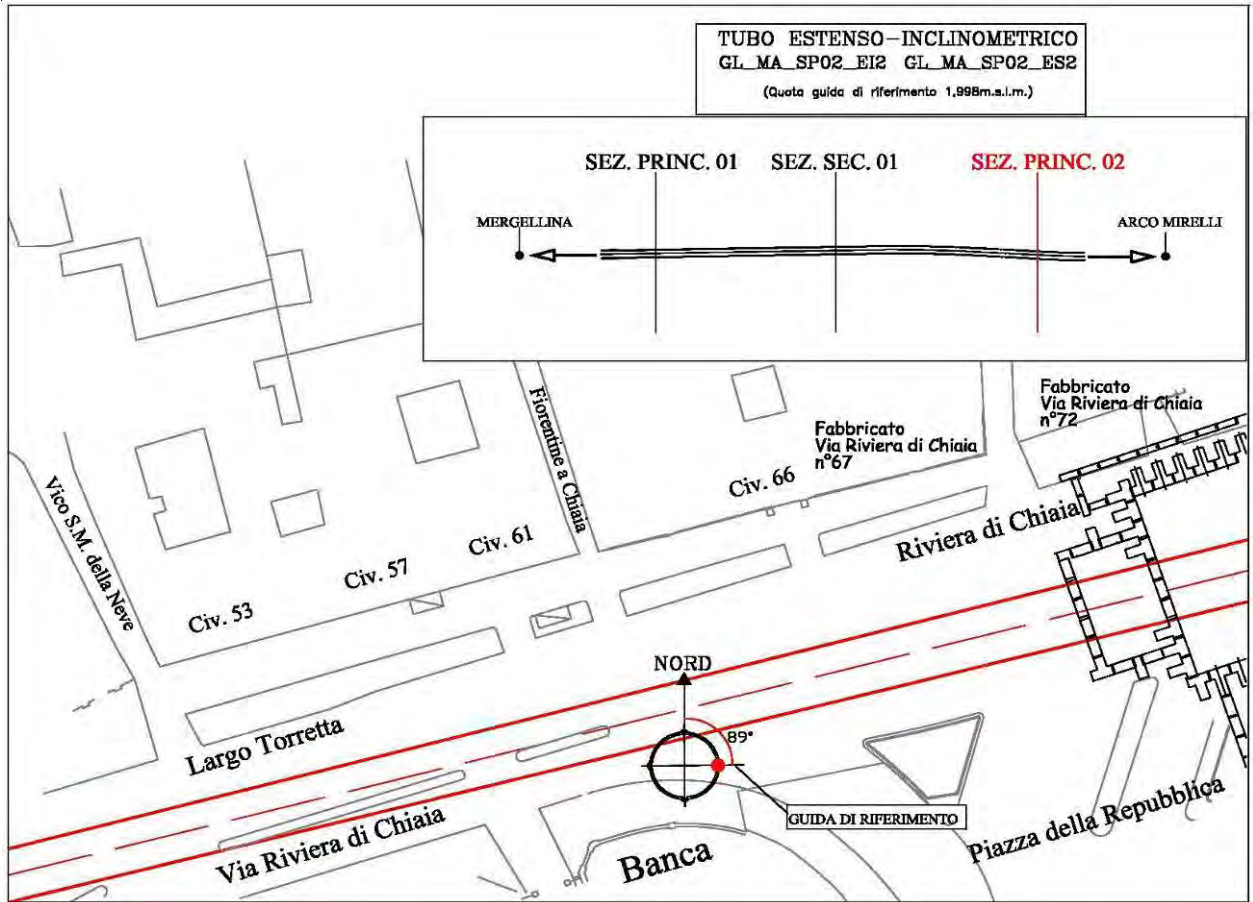 TUBO ESTENSO-INCLINOMETRICO
GL_MA_SP02_EI2 GL_MA_SP02_ES2
(Quota guida di riferimento 1,998m.s.l.m.)
SEZ. PRINC. 01
SEZ. SEC. 01
SEZ. PRINC. 02
MERGELLINA
ARCO MIRELLI
Fabbricato
Via Riviera di Chiaia
n°72
Fiorentine a Chiaia
Fabbricato
Via Riviera di Chiaia
n°67
Civ. 66
Vico S.M. della Neve
Civ. 61
Civ. 57
Civ. 53
Riviera di Chiaia
NORD
89°
Largo Torretta
GUIDA DI RIFERIMENTO
Via Riviera di Chiaia
Banca
Piazza della Repubblica